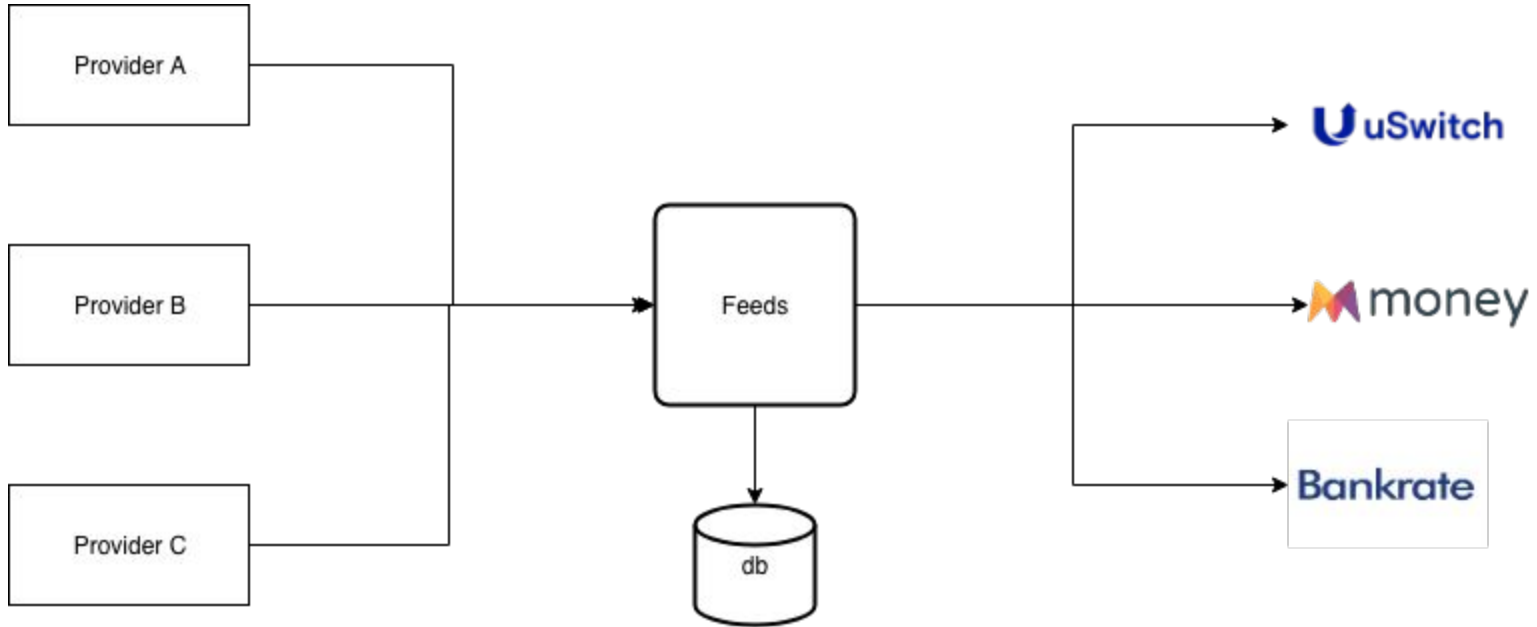 Provider A
uSwitch
Provider B
Feeds
money
Provider C
db
Bankrate